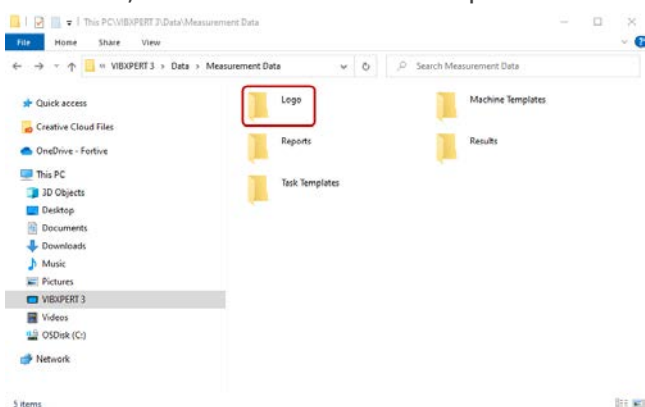 This PC\VIBXPERT 3\Data\Measurement Data
File Home Share View
« VIBXPERT 3 > Data > Measurement Data
Search Measurement Data
Quick access
Creative Cloud Files
OneDrive - Fortive
This PC
3D Objects
Desktop
Documents
Downloads
Music
Pictures
VIBXPERT 3
Videos
OSDisk (C:)
Network
Logo
Machine Templates
Reports
Results
Task Templates
5 items